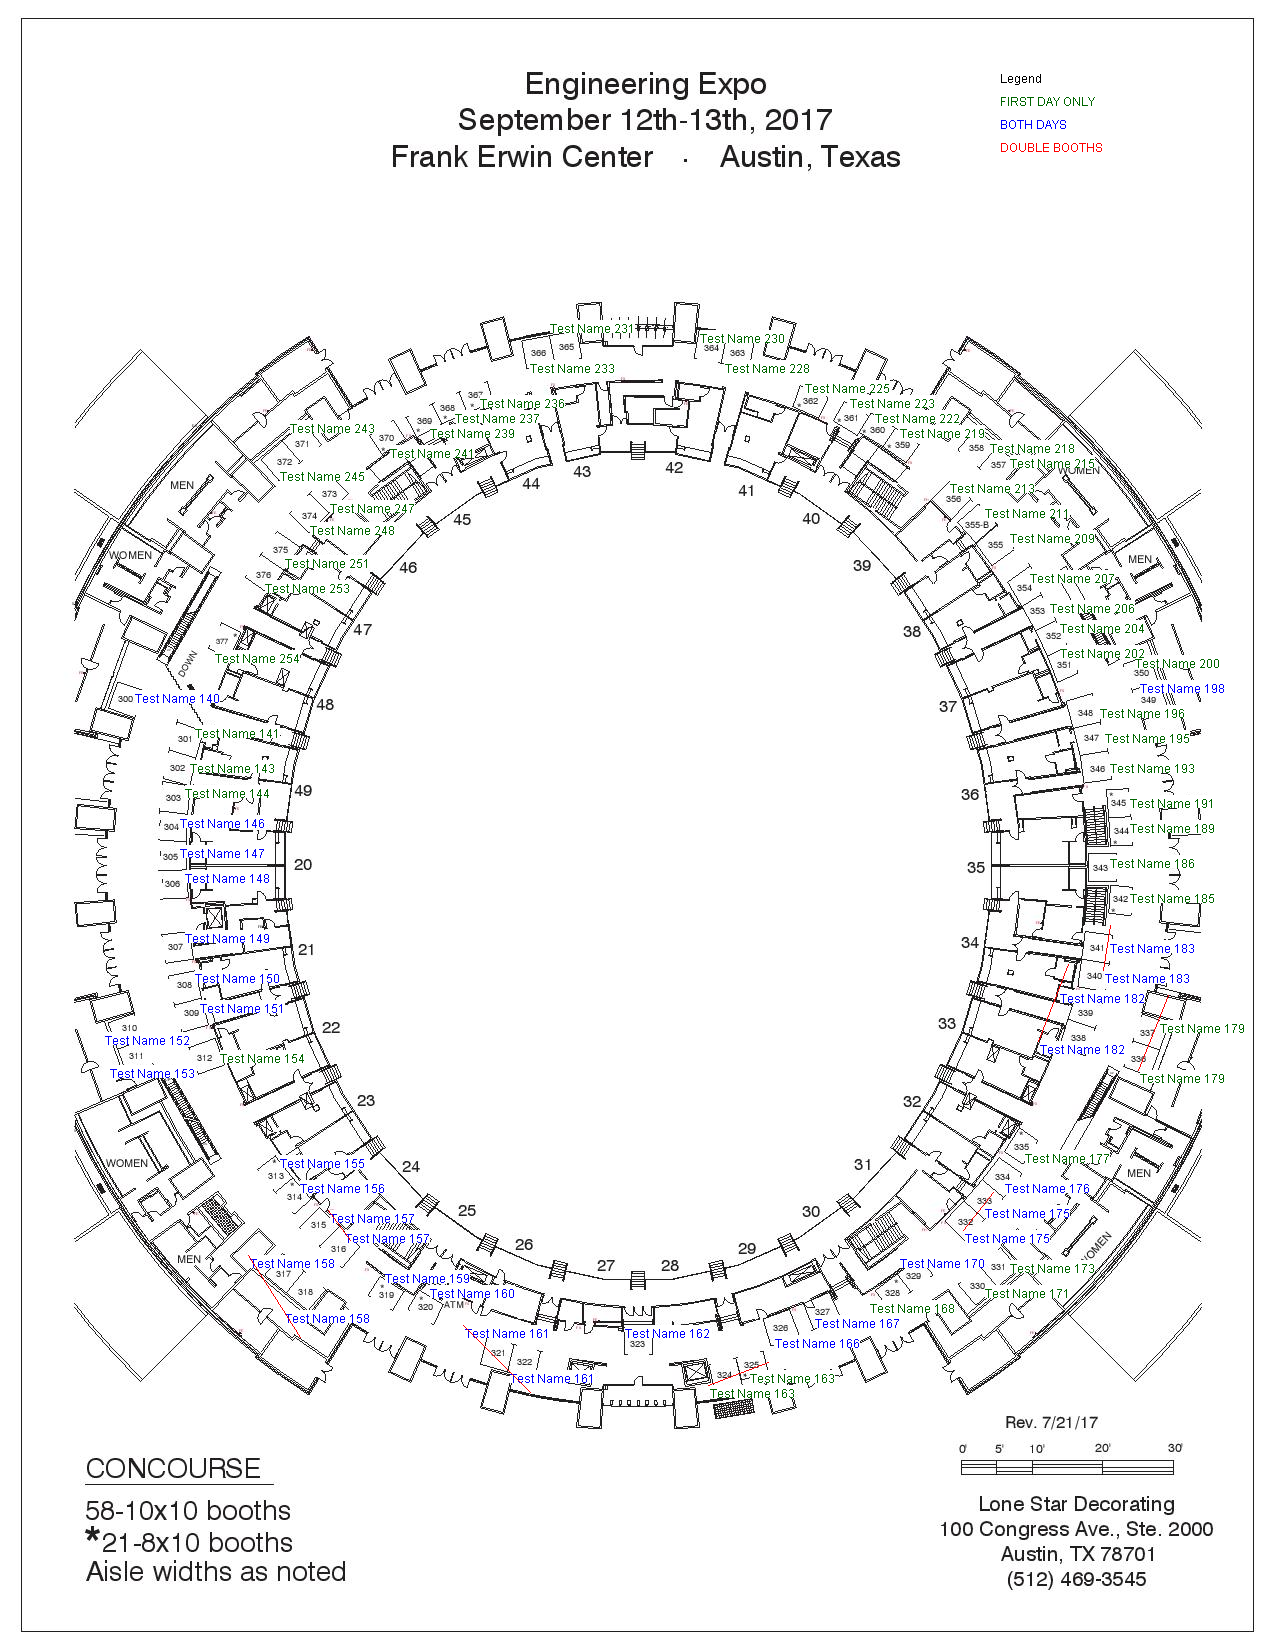 Engineering Expo
September 12th-13th, 2017
Frank Erwin Center · Austin, Texas
Legend
FIRST DAY ONLY
BOTH DAYS
DOUBLE BOOTHS
Test Name 231
Test Name 230
366
365
364
363
Test Name 233
Test Name 228
367
368
369
370
Test Name 236
Test Name 237
Test Name 239
Test Name 241
Test Name 225
362
Test Name 223
361
Test Name 222
360
Test Name 219
359
Test Name 243
371
372
Test Name 245
373
Test Name 247
374
Test Name 248
375
Test Name 251
376
Test Name 253
377
Test Name 254
358
Test Name 218
357
Test Name 215
WOMEN
Test Name 213
356
Test Name 211
355-B
Test Name 209
355
MEN
Test Name 207
354
Test Name 206
353
Test Name 204
352
Test Name 202
351
Test Name 200
350
Test Name 198
349
348
Test Name 196
347
Test Name 195
346
Test Name 193
345
Test Name 191
344
Test Name 189
343
Test Name 186
342
Test Name 185
341
Test Name 183
340
Test Name 183
Test Name 182
339
338
Test Name 182
337
Test Name 179
336
Test Name 179
MEN
WOMEN
DOWN
300
Test Name 140
301
Test Name 141
302
Test Name 143
303
Test Name 144
304
Test Name 146
305
Test Name 147
306
Test Name 148
307
Test Name 149
308
Test Name 150
309
Test Name 151
310
Test Name 152
311
Test Name 153
312
Test Name 154
43
42
44
41
45
40
46
39
47
38
48
37
49
36
20
35
21
34
22
33
23
32
24
31
25
30
26
29
27
28
WOMEN
MEN
313
Test Name 155
314
Test Name 156
315
Test Name 157
316
Test Name 157
317
Test Name 158
318
Test Name 158
319
Test Name 159
320
Test Name 160
ATM
Test Name 161
321
322
Test Name 161
Test Name 162
323
324
325
Test Name 163
Test Name 163
326
Test Name 166
327
Test Name 167
328
Test Name 168
329
Test Name 170
330
Test Name 171
331
Test Name 173
332
Test Name 175
333
Test Name 175
334
Test Name 176
335
Test Name 177
MEN
WOMEN
Rev. 7/21/17
0' 5' 10' 20' 30'
CONCOURSE
58-10x10 booths
*21-8x10 booths
Aisle widths as noted
Lone Star Decorating
100 Congress Ave., Ste. 2000
Austin, TX 78701
(512) 469-3545